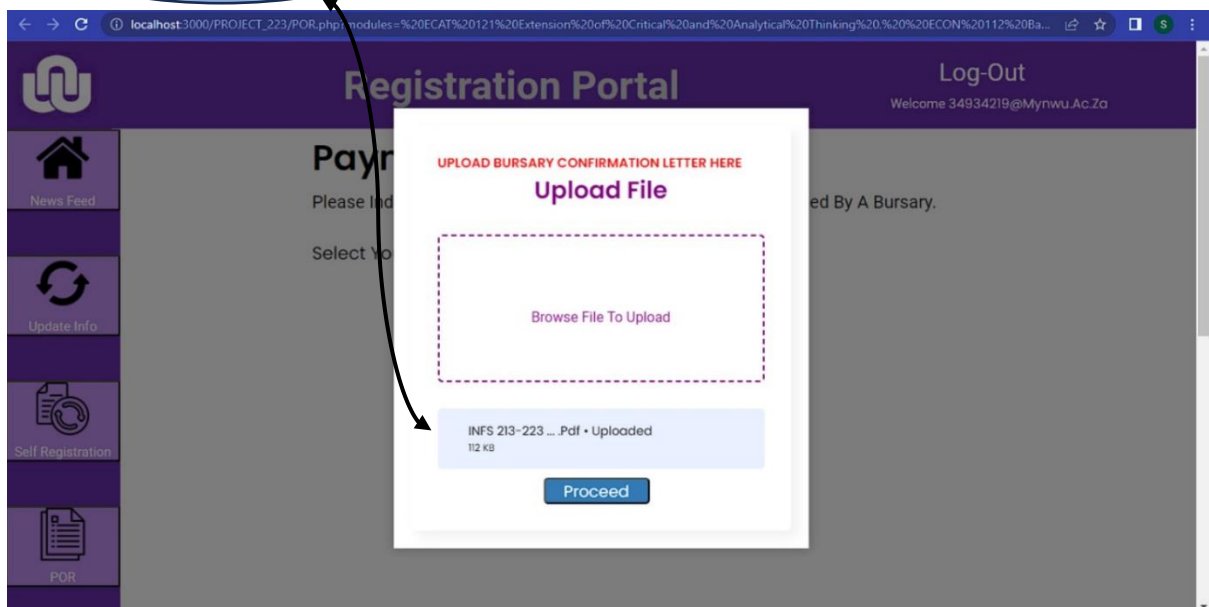 localhost:3000/PROJECT_223/POR.php?modules=%20ECAT%20121%20Extension%20of%20Critical%20and%20Analytical%20Thinking%20.%20%20ECON%20112%20Ba...
S
Registration Portal
Log-Out
Welcome 34934219@Mynwu.Ac.Za
News Feed
Update Info
Self Registration
POR
Paym
Please Ind
ed By A Bursary.
Select Yo
UPLOAD BURSARY CONFIRMATION LETTER HERE
Upload File
Browse File To Upload
INFS 213-223 ... .Pdf • Uploaded
112 KB
Proceed